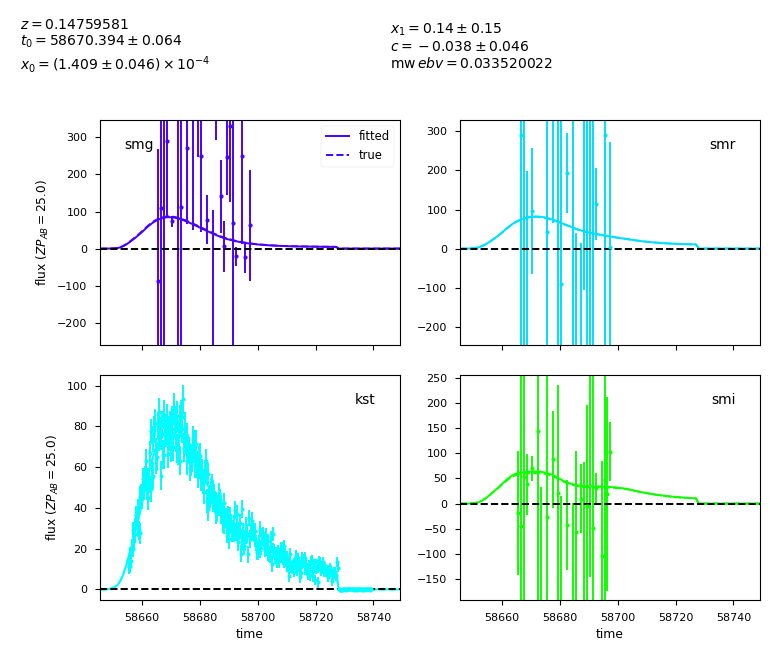 z = 0.14759581
t₀ = 58670.394 ± 0.064
x₀ = (1.409 ± 0.046) × 10⁻⁴
x₁ = 0.14 ± 0.15
c = −0.038 ± 0.046
mw ebv = 0.033520022
smg
fitted
true
300
200
100
0
−100
−200
flux (ZP_AB = 25.0)
smr
300
200
100
0
−100
−200
kst
100
80
60
40
20
0
flux (ZP_AB = 25.0)
58660 58680 58700 58720 58740
time
smi
250
200
150
100
50
0
−50
−100
−150
58660 58680 58700 58720 58740
time